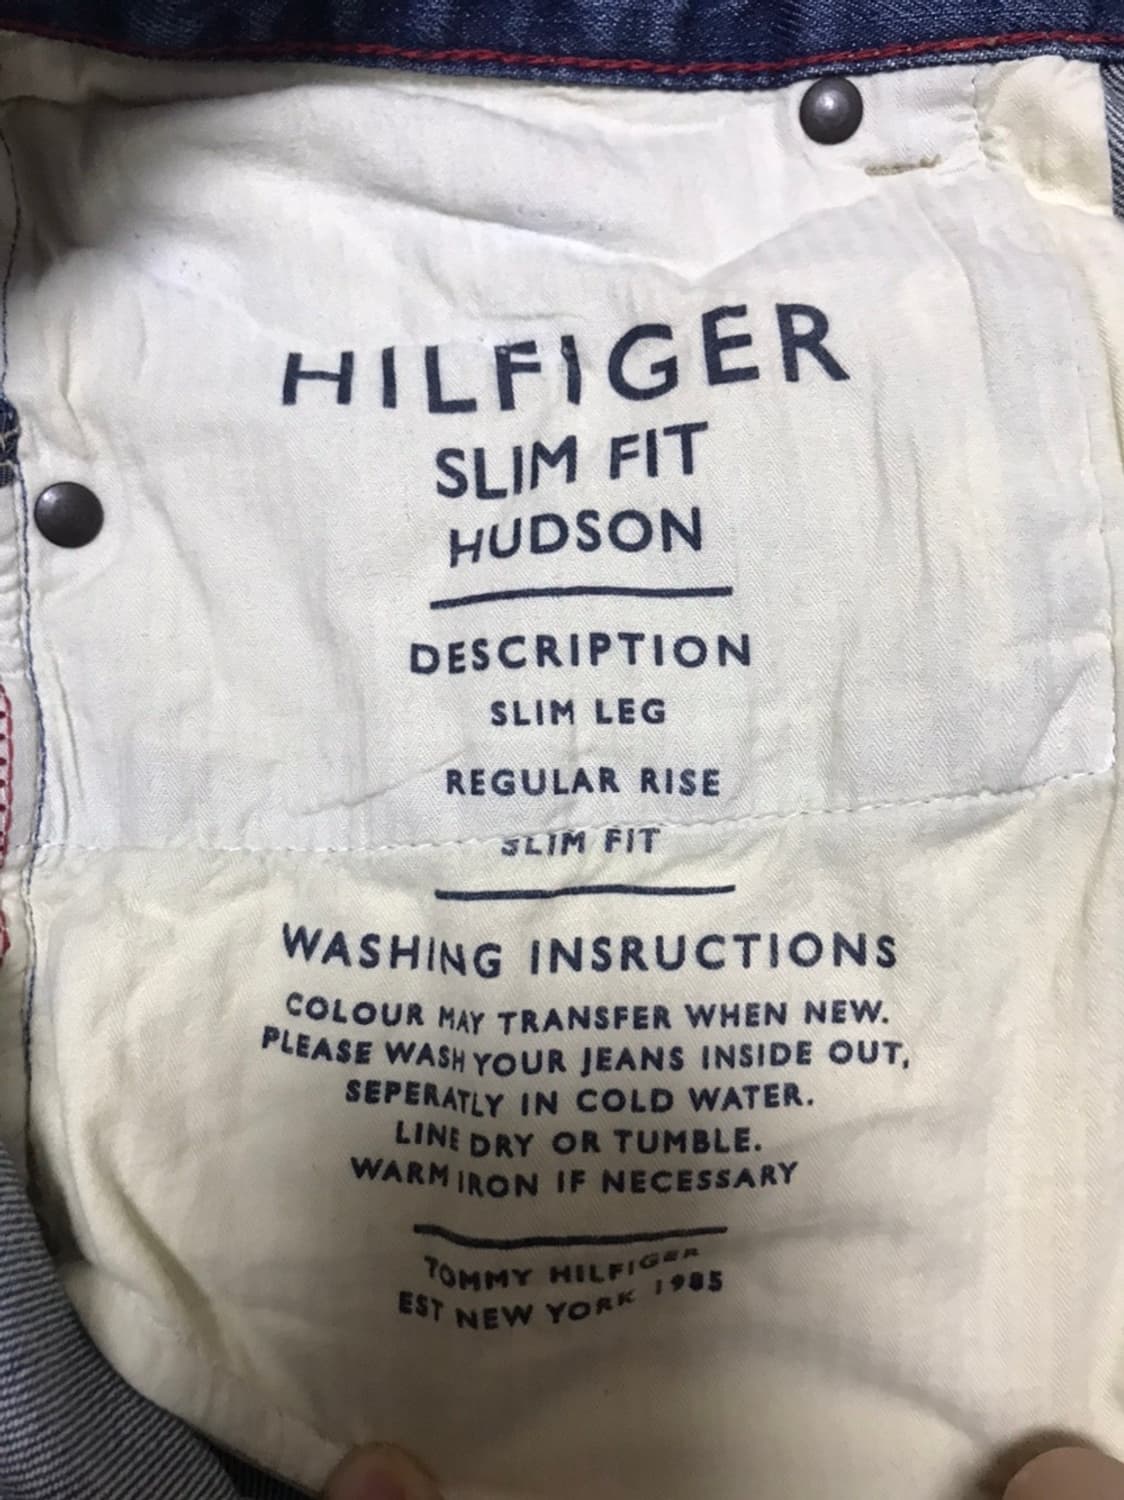 HILFIGER
SLIM FIT
HUDSON
DESCRIPTION
SLIM LEG
REGULAR RISE
SLIM FIT
WASHING INSRUCTIONS
COLOUR MAY TRANSFER WHEN NEW.
PLEASE WASH YOUR JEANS INSIDE OUT,
SEPERATLY IN COLD WATER.
LINE DRY OR TUMBLE.
WARM IRON IF NECESSARY
TOMMY HILFIGER
EST NEW YORK 1985